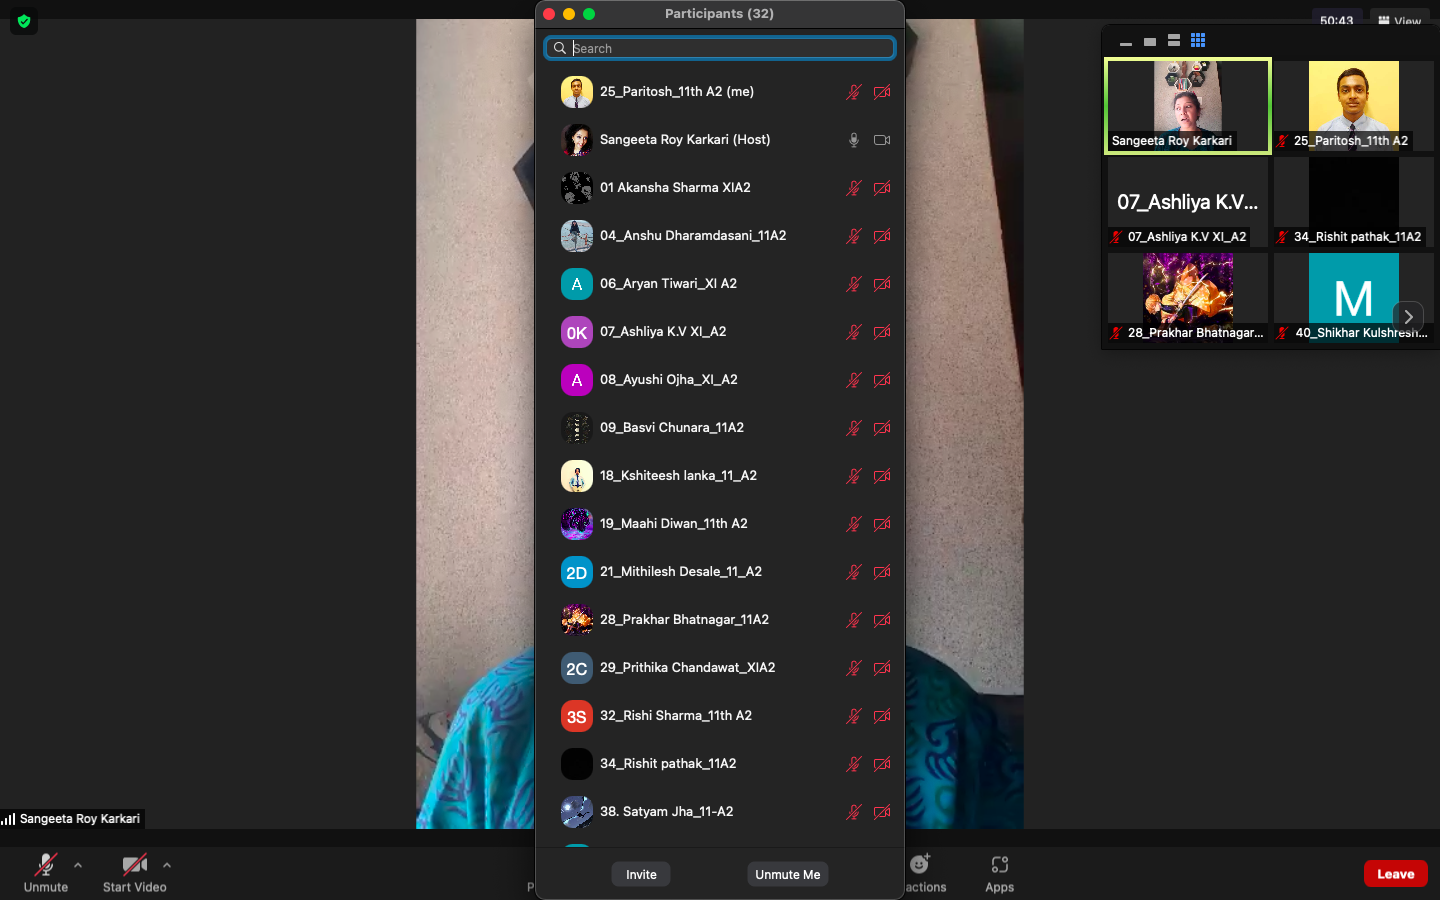 Participants (32)
50:43
View
Search
25_Paritosh_11th A2 (me)
Sangeeta Roy Karkari (Host)
01 Akansha Sharma XIA2
04_Anshu Dharamdasani_11A2
A
06_Aryan Tiwari_XI A2
0K
07_Ashliya K.V XI_A2
A
08_Ayushi Ojha_XI_A2
09_Basvi Chunara_11A2
18_Kshiteesh lanka_11_A2
19_Maahi Diwan_11th A2
2D
21_Mithilesh Desale_11_A2
28_Prakhar Bhatnagar_11A2
2C
29_Prithika Chandawat_XIA2
3S
32_Rishi Sharma_11th A2
34_Rishit pathak_11A2
38. Satyam Jha_11-A2
Invite
Unmute Me
Sangeeta Roy Karkari
25_Paritosh_11th A2
07_Ashliya K.V...
07_Ashliya K.V XI_A2
34_Rishit pathak_11A2
28_Prakhar Bhatnagar...
M
40_Shikhar Kulshresh...
Sangeeta Roy Karkari
Unmute
Start Video
P
actions
Apps
Leave